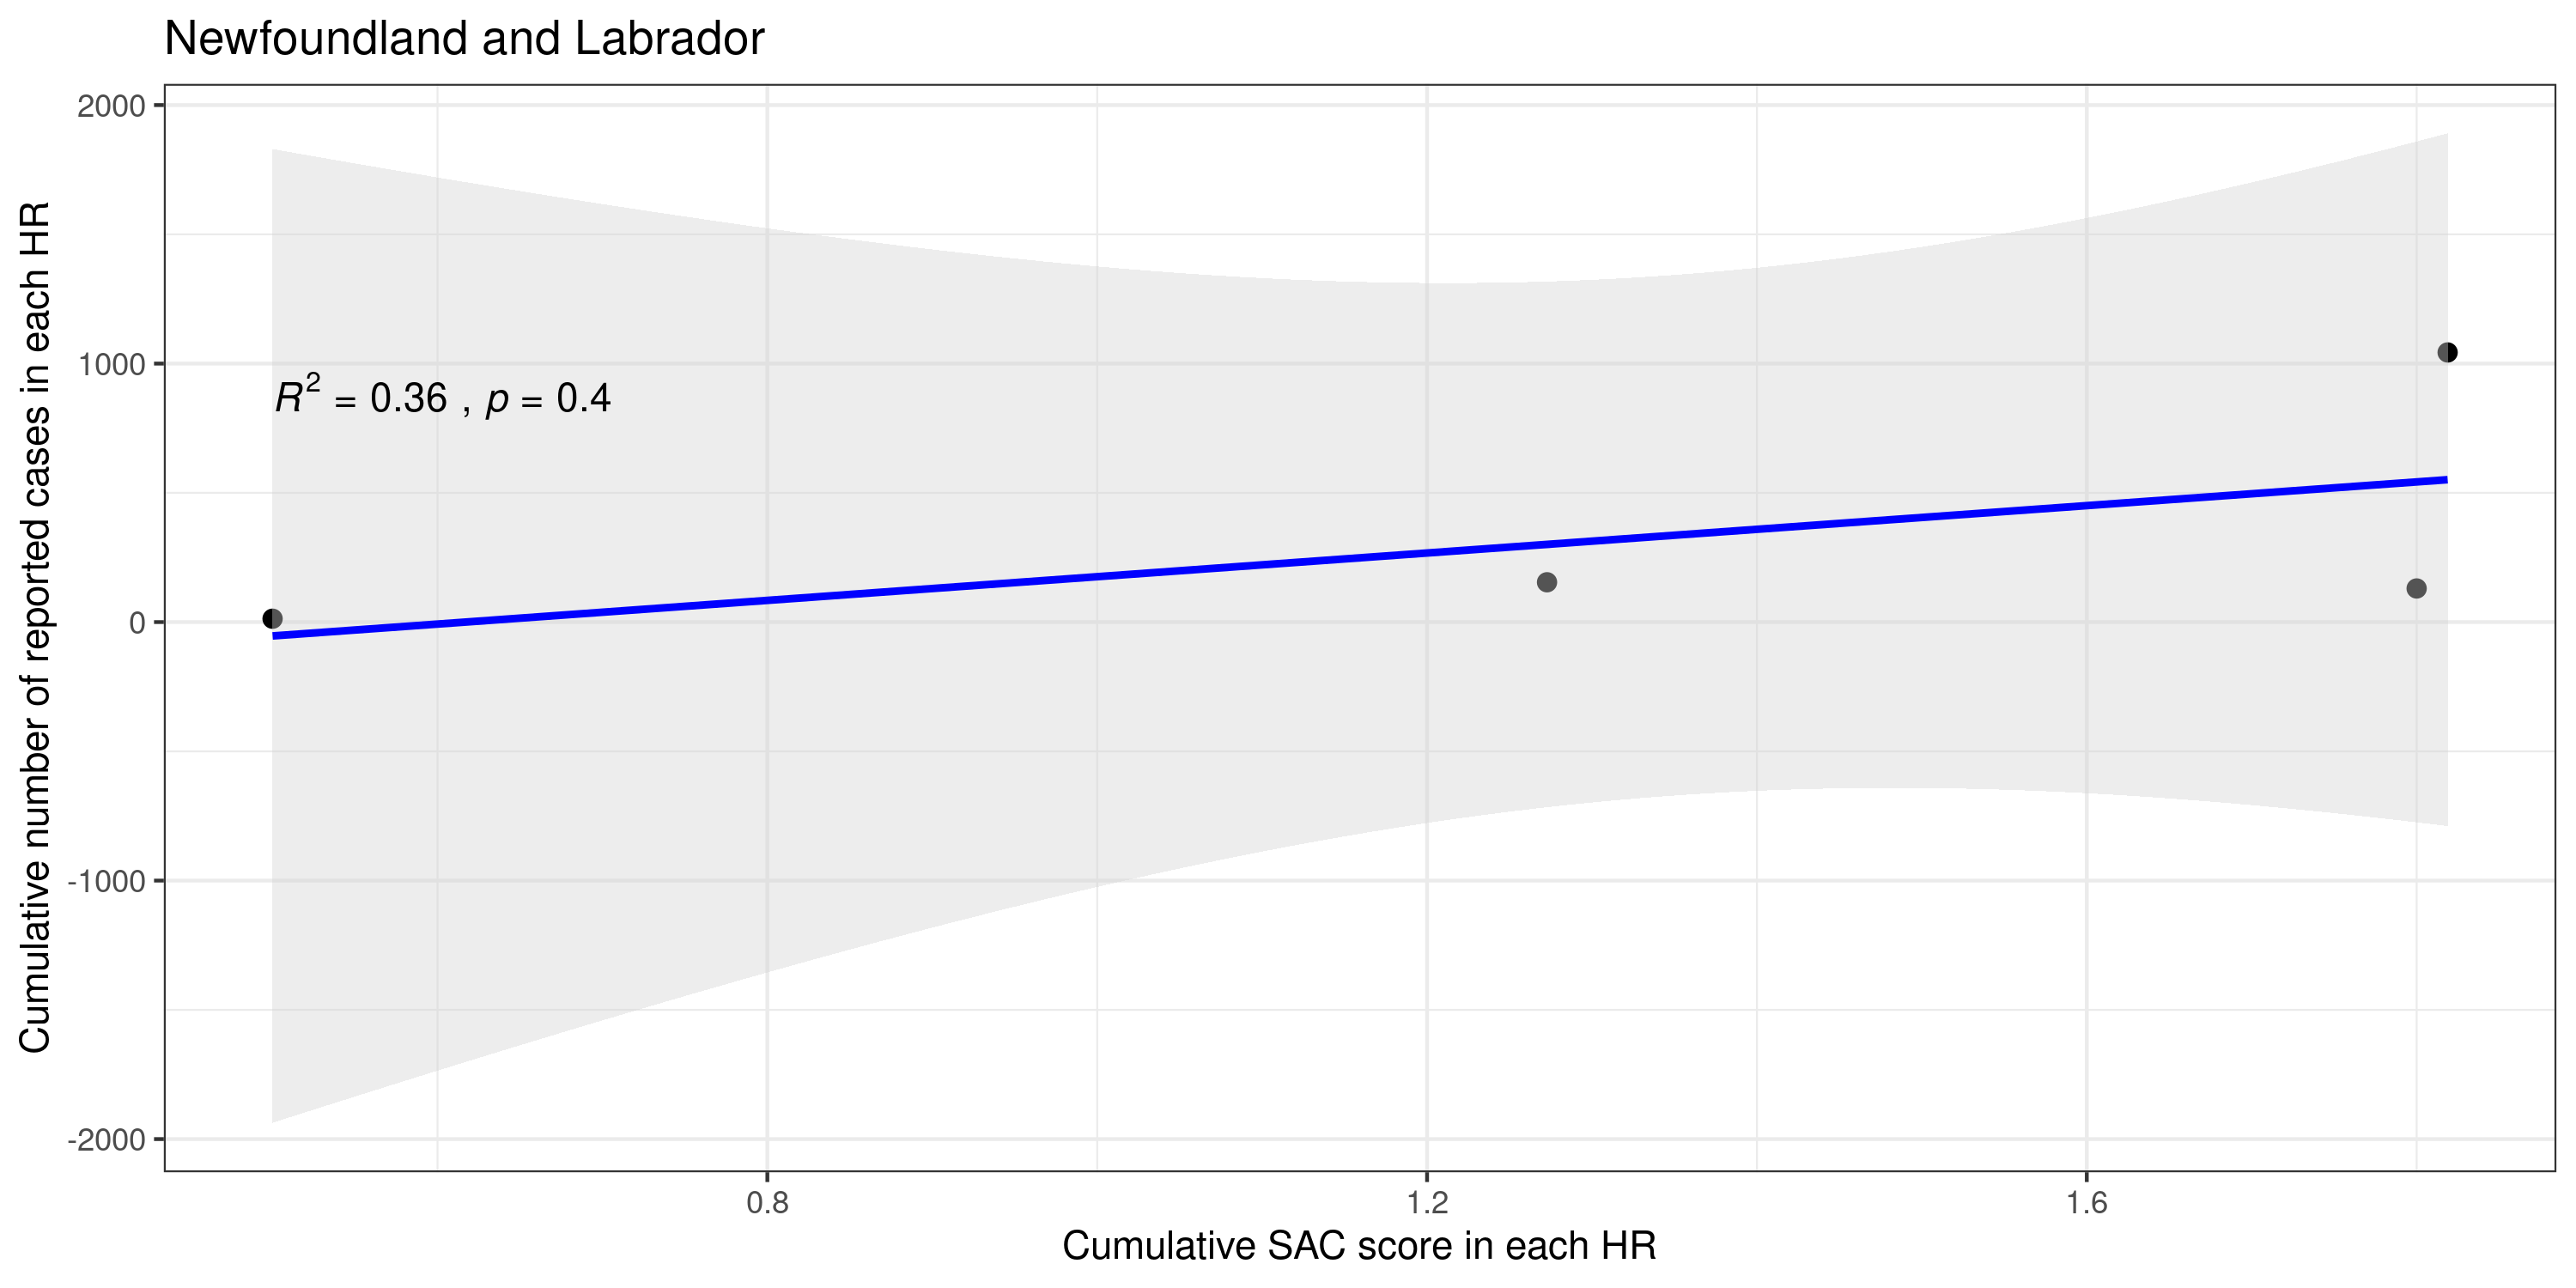 Newfoundland and Labrador
Cumulative number of reported cases in each HR
2000
1000
0
-1000
-2000
R² = 0.36 , p = 0.4
0.8
1.2
1.6
Cumulative SAC score in each HR